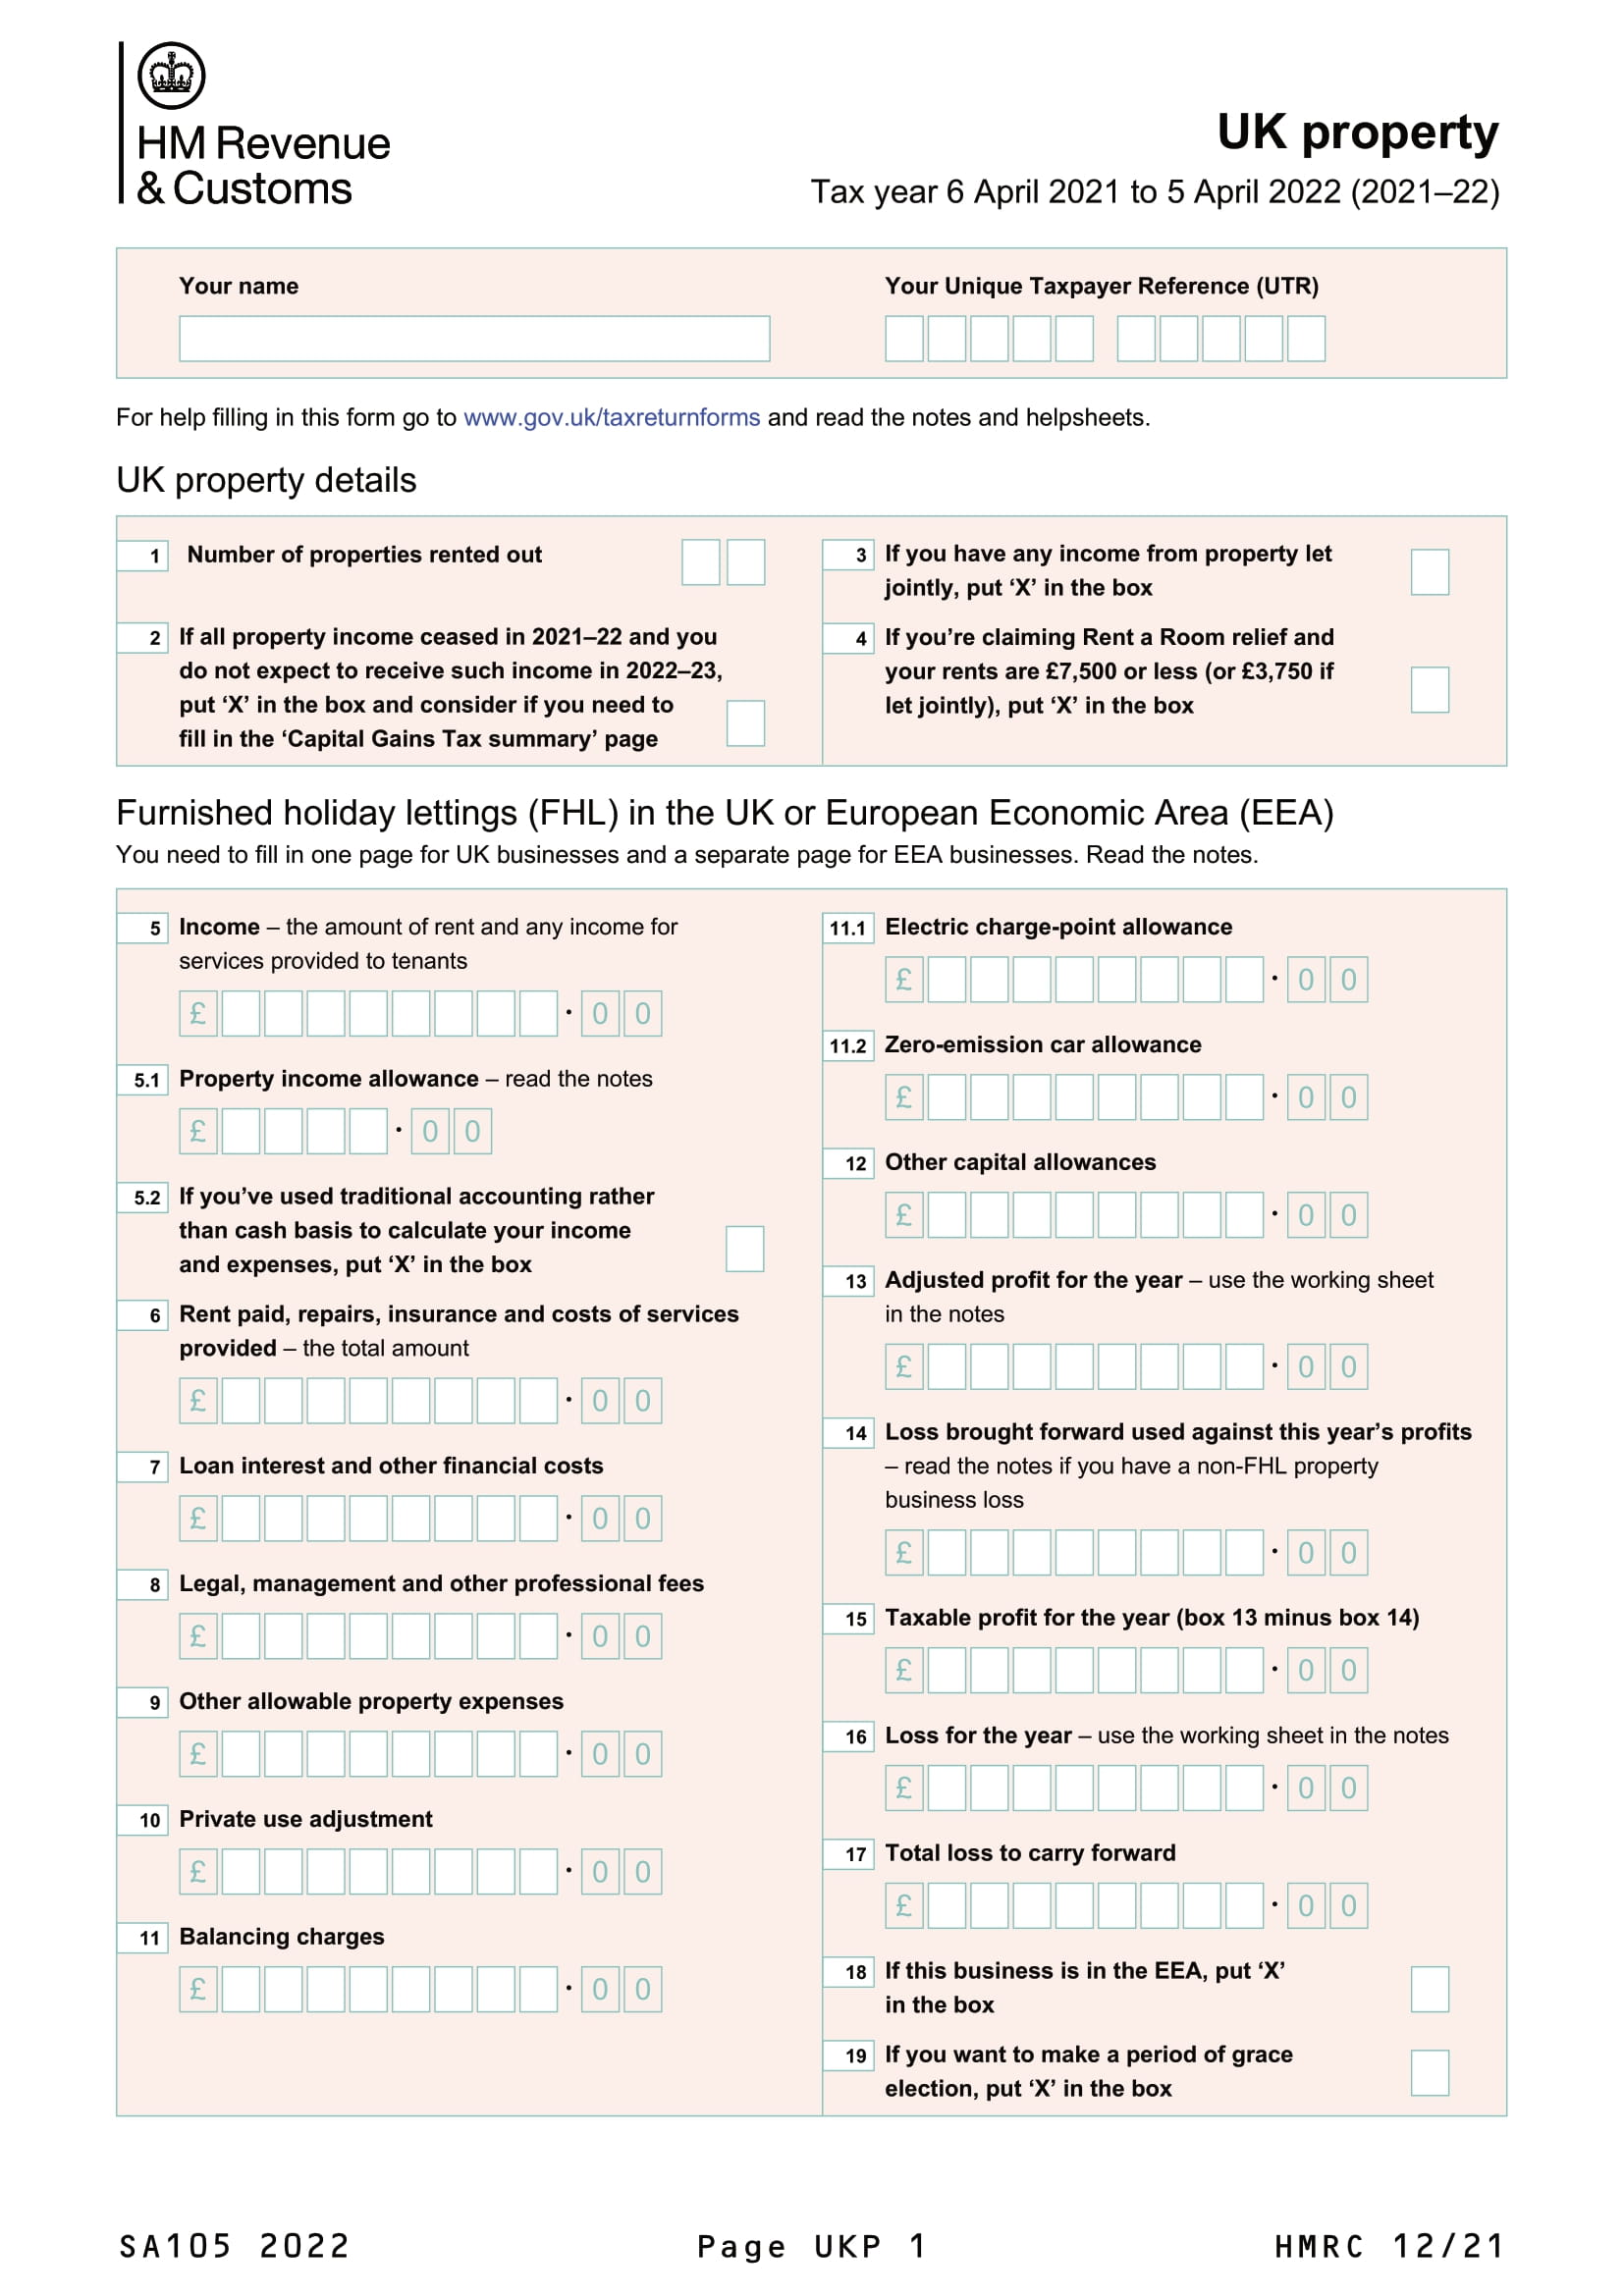 HM Revenue
& Customs
UK property
Tax year 6 April 2021 to 5 April 2022 (2021–22)
Your name
Your Unique Taxpayer Reference (UTR)
For help filling in this form go to www.gov.uk/taxreturnforms and read the notes and helpsheets.
UK property details
1 Number of properties rented out
2 If all property income ceased in 2021–22 and you
do not expect to receive such income in 2022–23,
put ‘X’ in the box and consider if you need to
fill in the ‘Capital Gains Tax summary’ page
3 If you have any income from property let
jointly, put ‘X’ in the box
4 If you’re claiming Rent a Room relief and
your rents are £7,500 or less (or £3,750 if
let jointly), put ‘X’ in the box
Furnished holiday lettings (FHL) in the UK or European Economic Area (EEA)
You need to fill in one page for UK businesses and a separate page for EEA businesses. Read the notes.
5 Income – the amount of rent and any income for
services provided to tenants
£ · 0 0
5.1 Property income allowance – read the notes
£ · 0 0
5.2 If you’ve used traditional accounting rather
than cash basis to calculate your income
and expenses, put ‘X’ in the box
6 Rent paid, repairs, insurance and costs of services
provided – the total amount
£ · 0 0
7 Loan interest and other financial costs
£ · 0 0
8 Legal, management and other professional fees
£ · 0 0
9 Other allowable property expenses
£ · 0 0
10 Private use adjustment
£ · 0 0
11 Balancing charges
£ · 0 0
11.1 Electric charge-point allowance
£ · 0 0
11.2 Zero-emission car allowance
£ · 0 0
12 Other capital allowances
£ · 0 0
13 Adjusted profit for the year – use the working sheet
in the notes
£ · 0 0
14 Loss brought forward used against this year’s profits
– read the notes if you have a non-FHL property
business loss
£ · 0 0
15 Taxable profit for the year (box 13 minus box 14)
£ · 0 0
16 Loss for the year – use the working sheet in the notes
£ · 0 0
17 Total loss to carry forward
£ · 0 0
18 If this business is in the EEA, put ‘X’
in the box
19 If you want to make a period of grace
election, put ‘X’ in the box
SA105 2022
Page UKP 1
HMRC 12/21